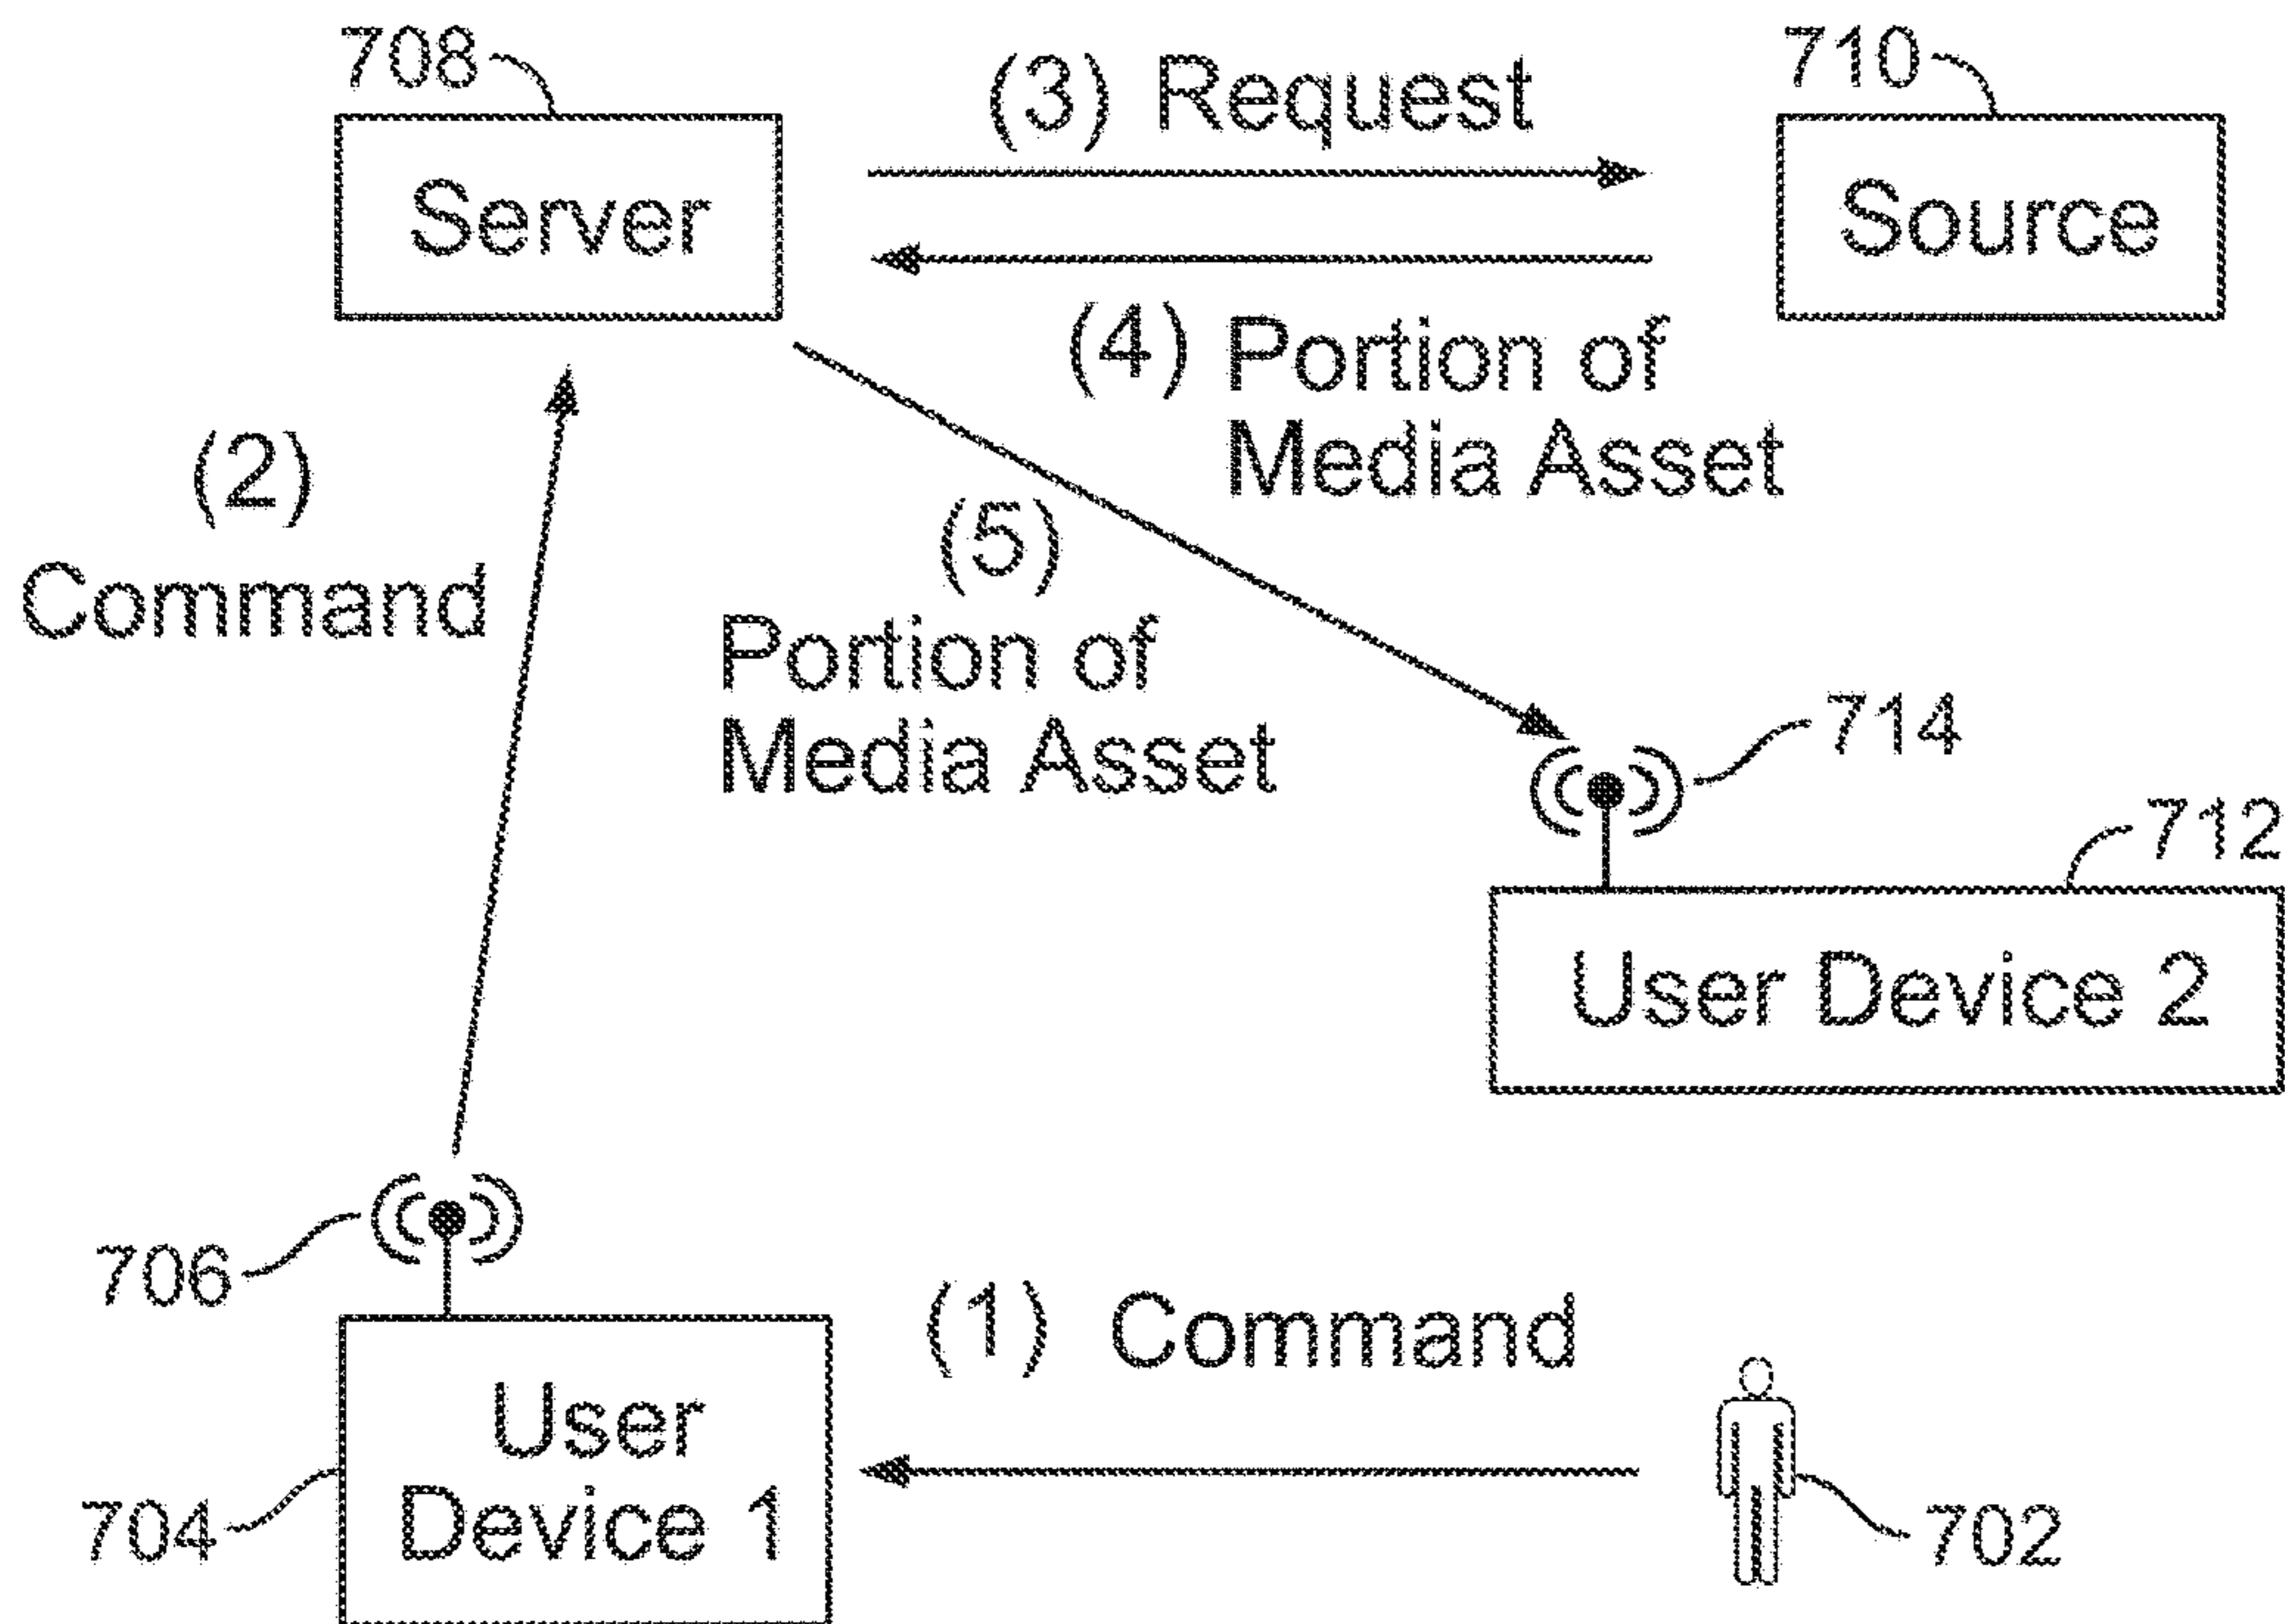 708
710
(3) Request
Server
Source
(4) Portion of
Media Asset
(2)
Command
(5)
Portion of
Media Asset
714
712
User Device 2
706
(1) Command
User
Device 1
704
702